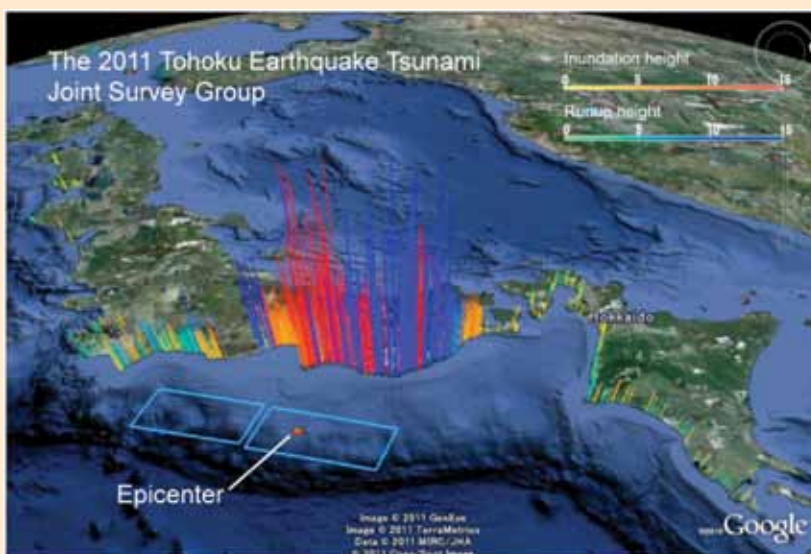 The 2011 Tohoku Earthquake Tsunami
Joint Survey Group
Inundation height
0 5 10 15
Runup height
0 5 10 15
Hokkaido
Epicenter
Image © 2011 GeoEye
Image © 2011 TerraMetrics
Data © 2011 MIRC/JHA
Google